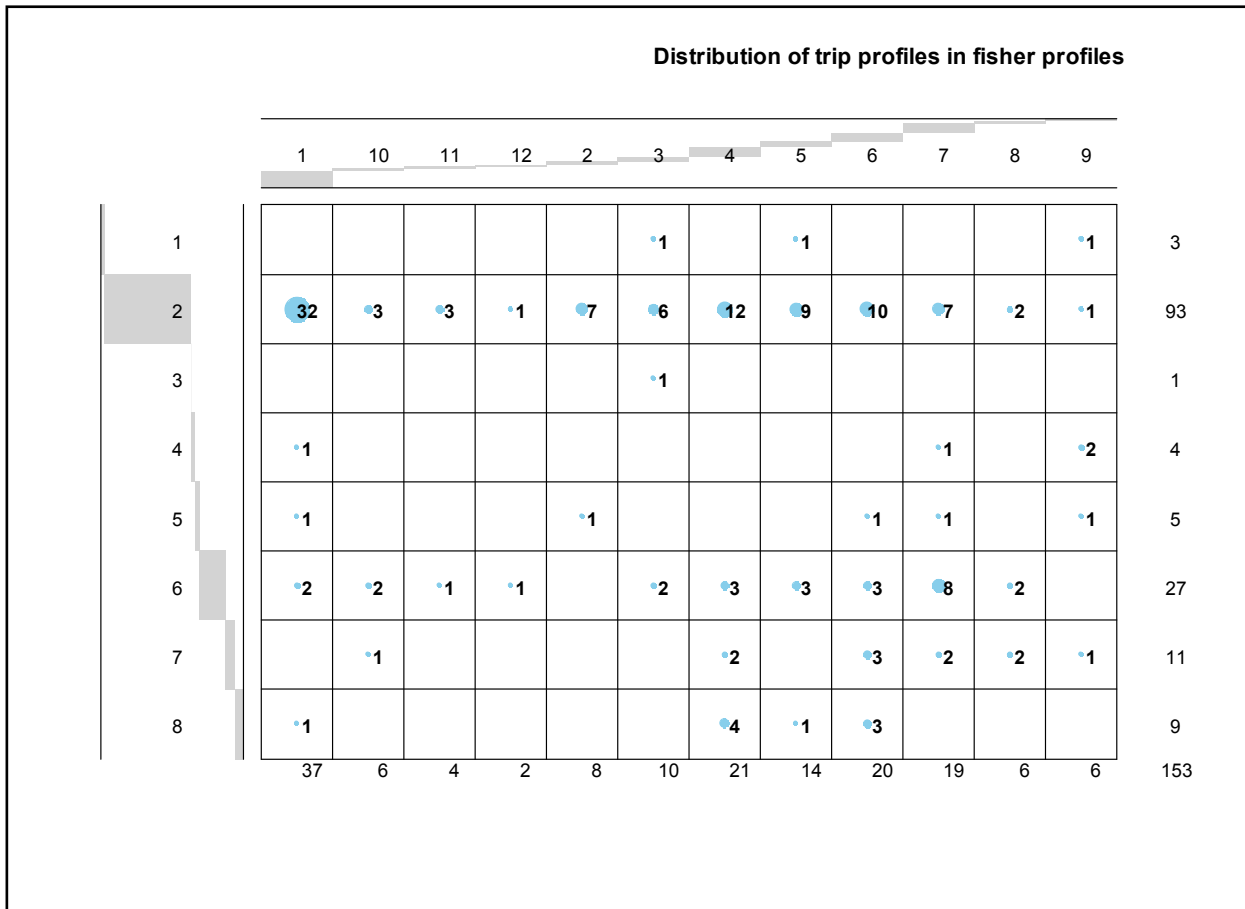 Distribution of trip profiles in fisher profiles
1 10 11 12 2 3 4 5 6 7 8 9
1 1 1 1 3
2 32 3 3 1 7 6 12 9 10 7 2 1 93
3 1 1
4 1 1 2 4
5 1 1 1 1 1 5
6 2 2 1 1 2 3 3 3 8 2 27
7 1 2 3 2 2 1 11
8 1 4 1 3 9
37 6 4 2 8 10 21 14 20 19 6 6 153